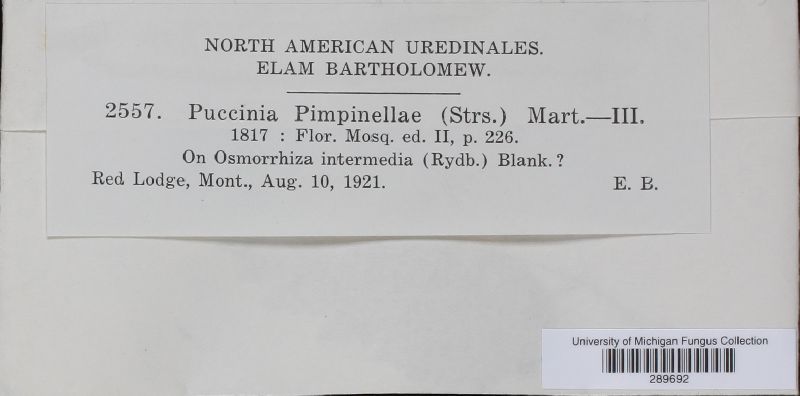 NORTH AMERICAN UREDINALES.
ELAM BARTHOLOMEW.
2557. Puccinia Pimpinellae (Strs.) Mart.—III.
1817 : Flor. Mosq. ed. II, p. 226.
On Osmorrhiza intermedia (Rydb.) Blank.?
Red Lodge, Mont., Aug. 10, 1921. E. B.
University of Michigan Fungus Collection
289692